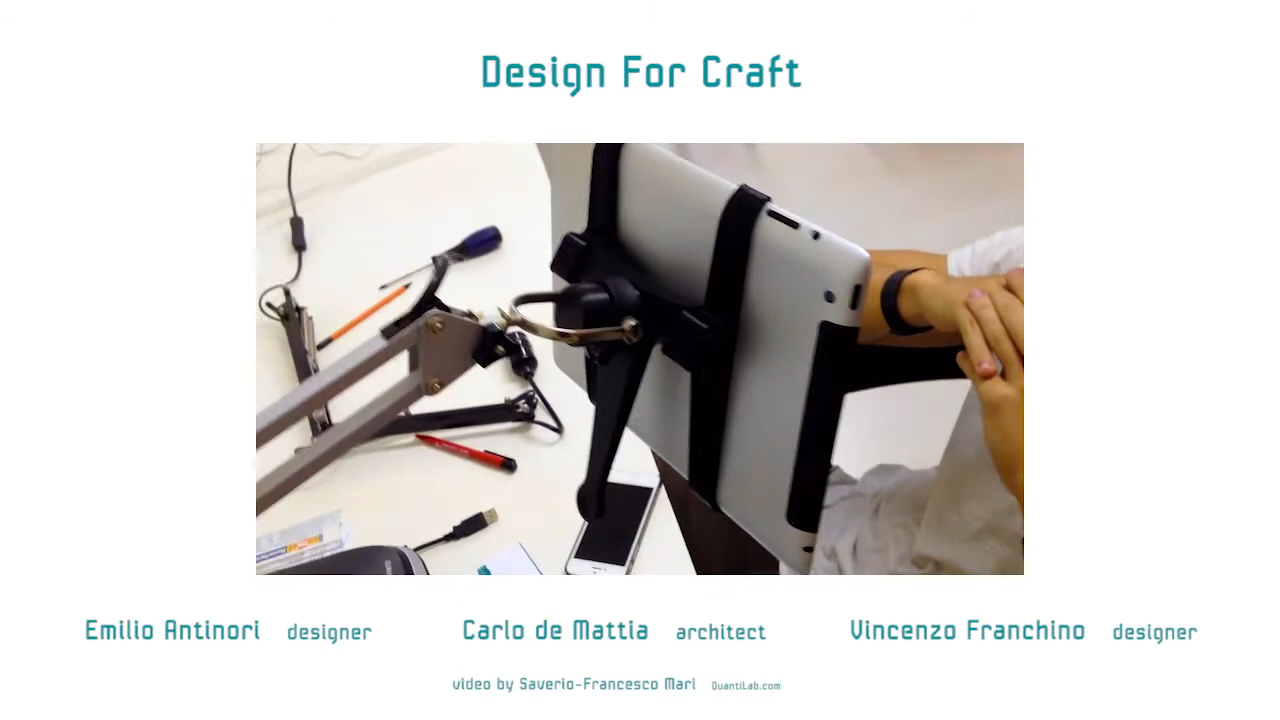 Design For Craft
Emilio Antinori designer Carlo de Mattia architect Vincenzo Franchino designer
video by Saverio-Francesco Mari QuantiLab.com